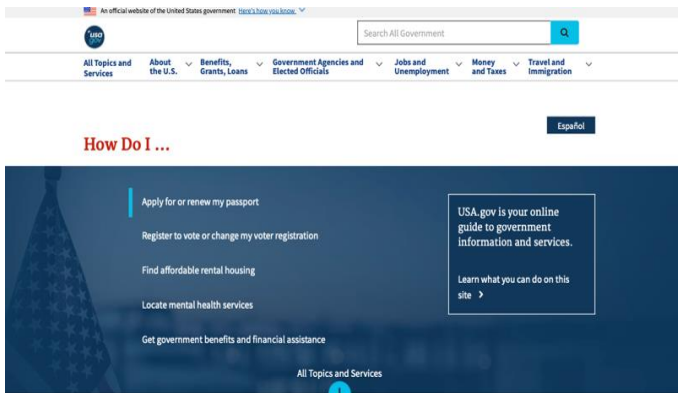 An official website of the United States government Here's how you know
USA
GOV
Search All Government
All Topics and
Services
About
the U.S.
Benefits,
Grants, Loans
Government Agencies and
Elected Officials
Jobs and
Unemployment
Money
and Taxes
Travel and
Immigration
Español
How Do I ...
Apply for or renew my passport
Register to vote or change my voter registration
Find affordable rental housing
Locate mental health services
Get government benefits and financial assistance
USA.gov is your online
guide to government
information and services.
Learn what you can do on this
site
All Topics and Services